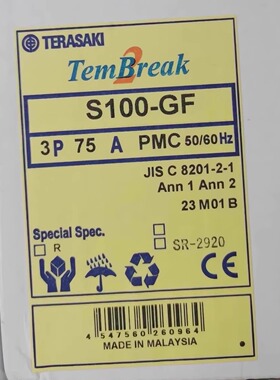 TERASAKI
TemBreak 2
S100-GF
3P 75 A PMC 50/60Hz
JIS C 8201-2-1
Ann 1 Ann 2
23 M01 B
Special Spec.
R
SR-2920
CE
4 547560 260964
MADE IN MALAYSIA